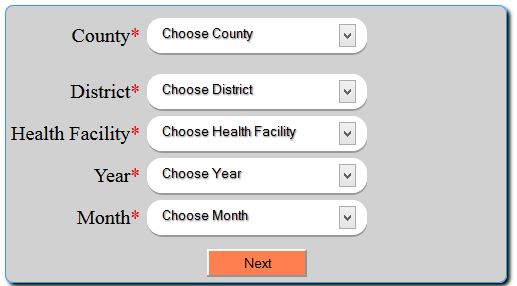 County* Choose County
District* Choose District
Health Facility* Choose Health Facility
Year* Choose Year
Month* Choose Month
Next